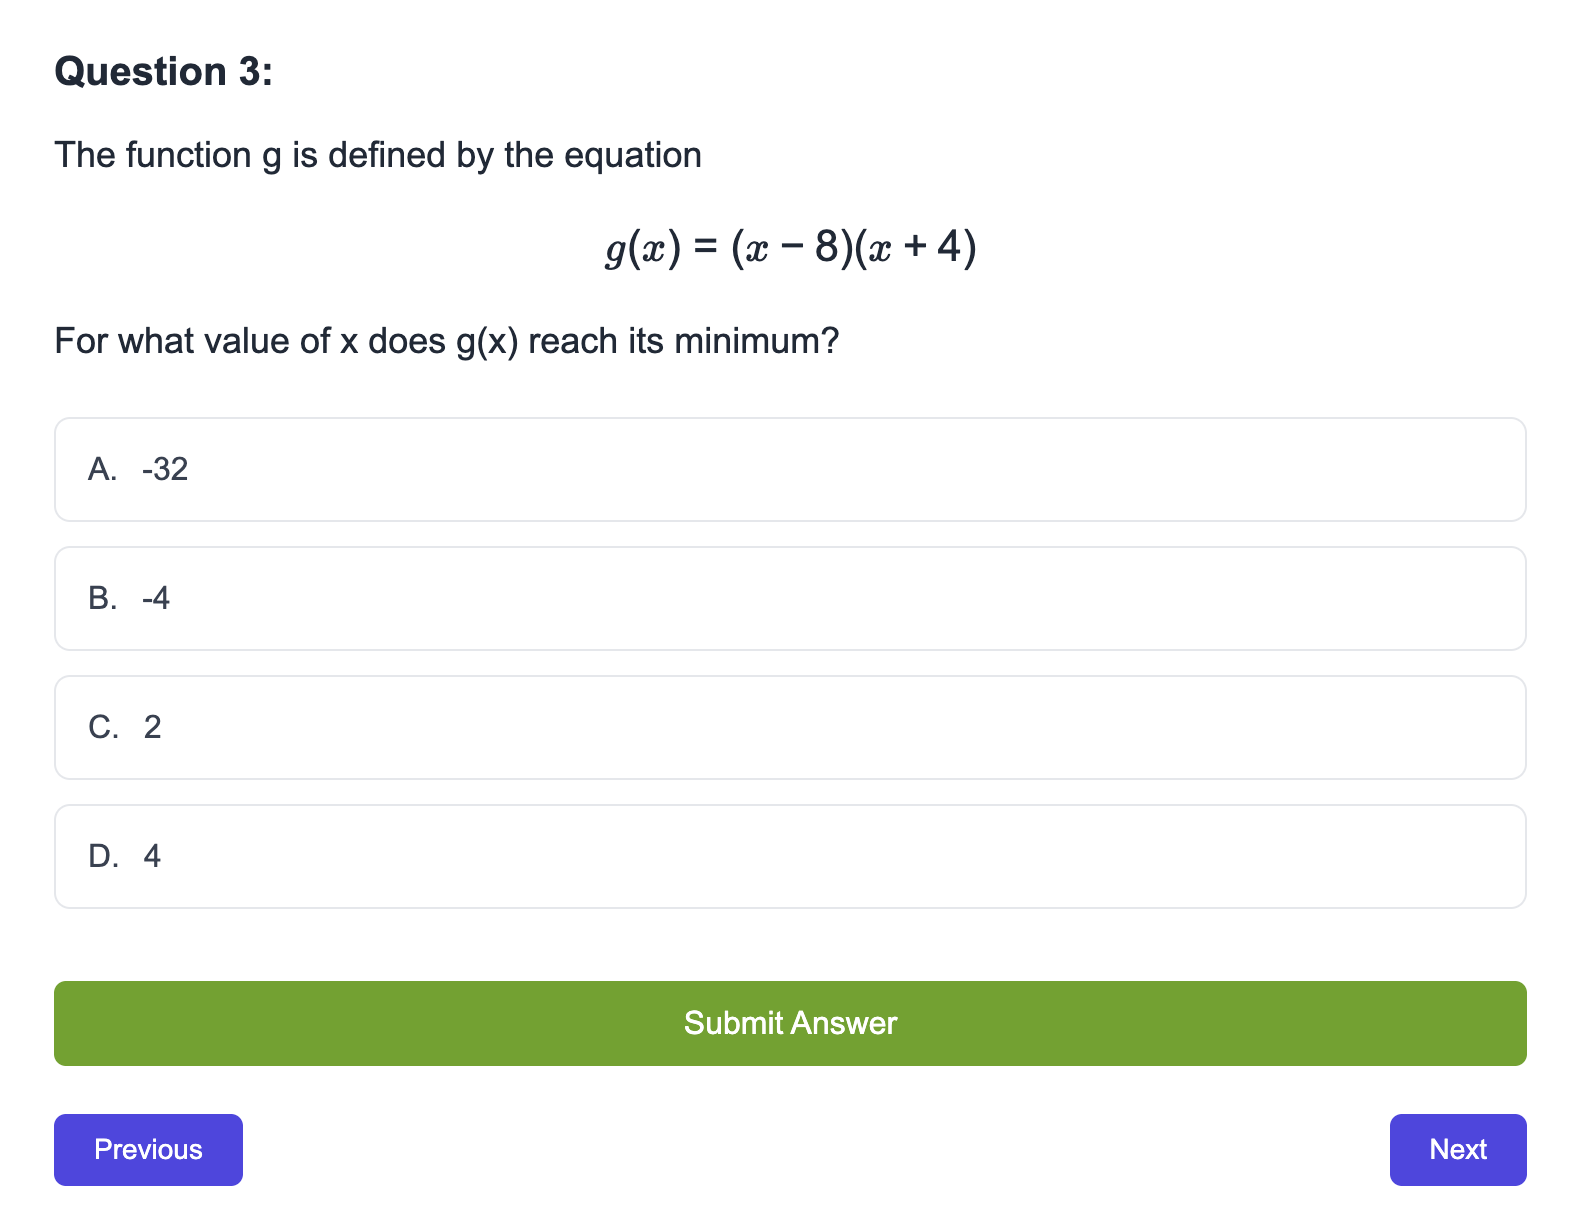 Question 3:
The function g is defined by the equation
g(x) = (x − 8)(x + 4)
For what value of x does g(x) reach its minimum?
A. -32
B. -4
C. 2
D. 4
Submit Answer
Previous
Next